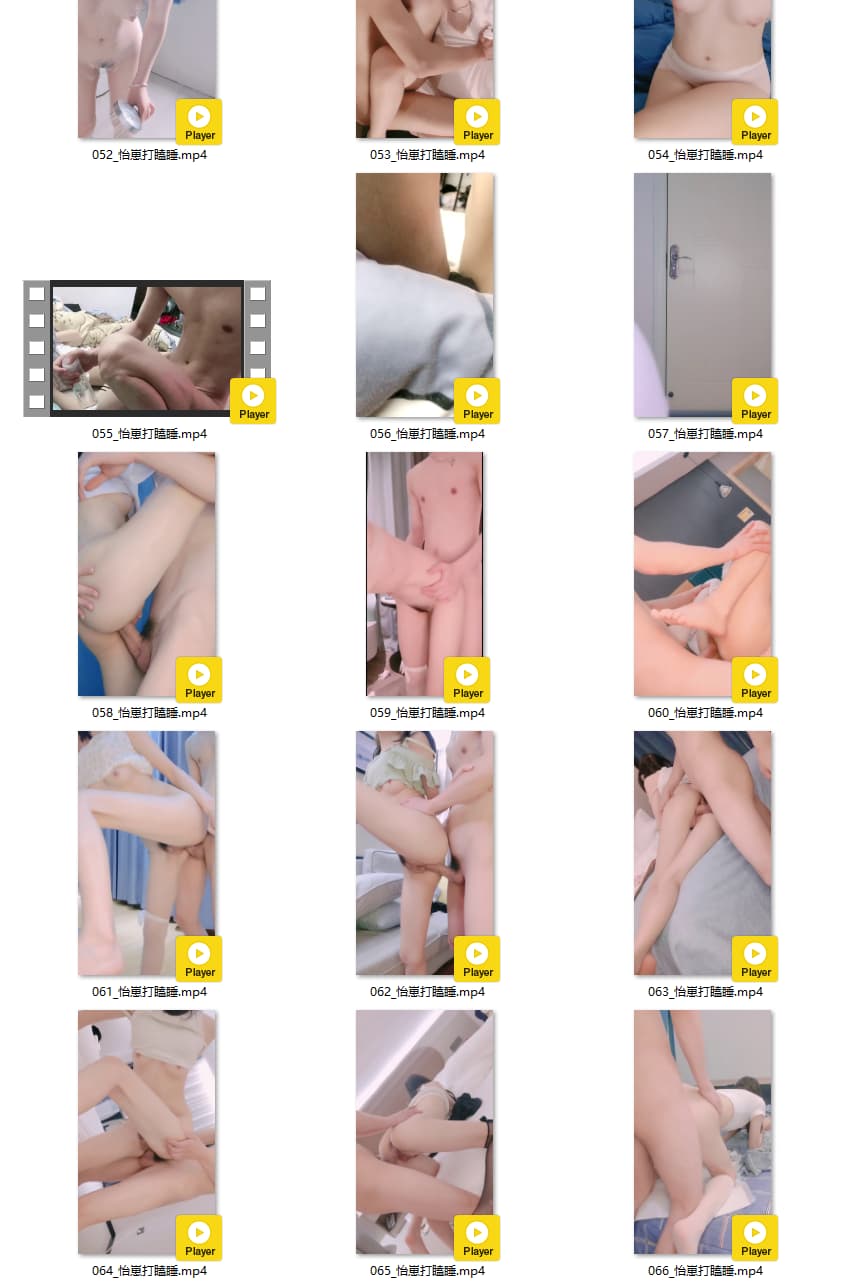 Player
Player
Player
052_怡崽打瞌睡.mp4
053_怡崽打瞌睡.mp4
054_怡崽打瞌睡.mp4
Player
Player
Player
055_怡崽打瞌睡.mp4
056_怡崽打瞌睡.mp4
057_怡崽打瞌睡.mp4
Player
Player
Player
058_怡崽打瞌睡.mp4
059_怡崽打瞌睡.mp4
060_怡崽打瞌睡.mp4
Player
Player
Player
061_怡崽打瞌睡.mp4
062_怡崽打瞌睡.mp4
063_怡崽打瞌睡.mp4
Player
Player
Player
064_怡崽打瞌睡.mp4
065_怡崽打瞌睡.mp4
066_怡崽打瞌睡.mp4